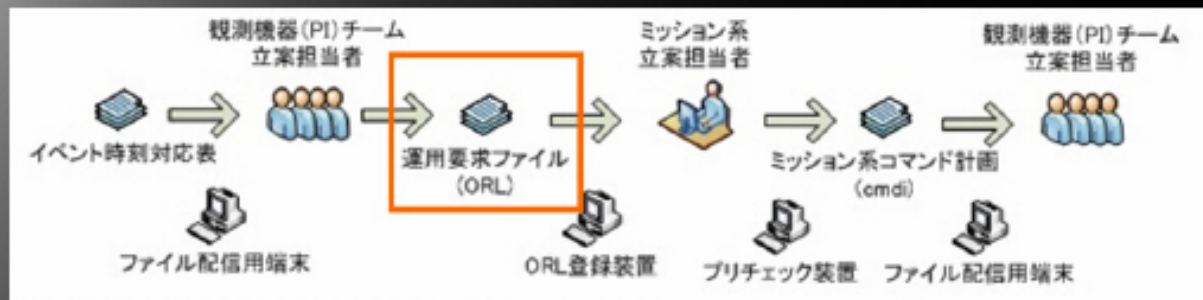 観測機器(PI)チーム
立案担当者
ミッション系
立案担当者
観測機器(PI)チーム
立案担当者
イベント時刻対応表
運用要求ファイル
(ORL)
ミッション系コマンド計画
(cmdi)
ファイル配信用端末
ORL登録装置
プリチェック装置
ファイル配信用端末